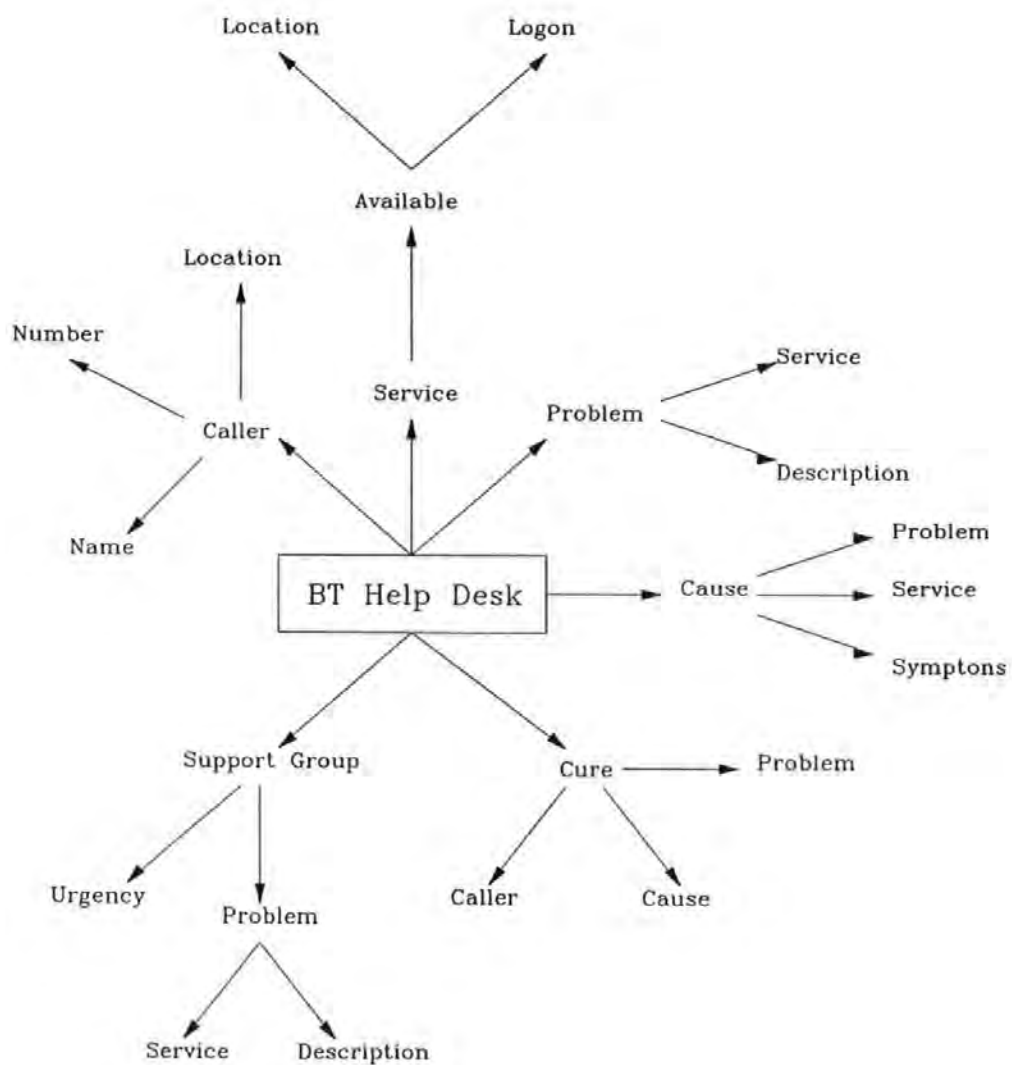 Location
Logon
Available
Location
Number
Service
Service
Problem
Caller
Description
Name
Problem
BT Help Desk
Cause
Service
Symptons
Support Group
Cure
Problem
Urgency
Caller
Cause
Problem
Service
Description